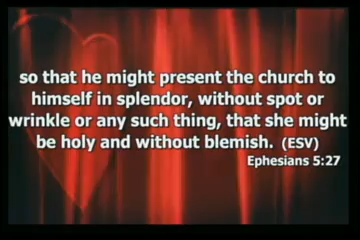 so that he might present the church to
himself in splendor, without spot or
wrinkle or any such thing, that she might
be holy and without blemish. (ESV)
Ephesians 5:27